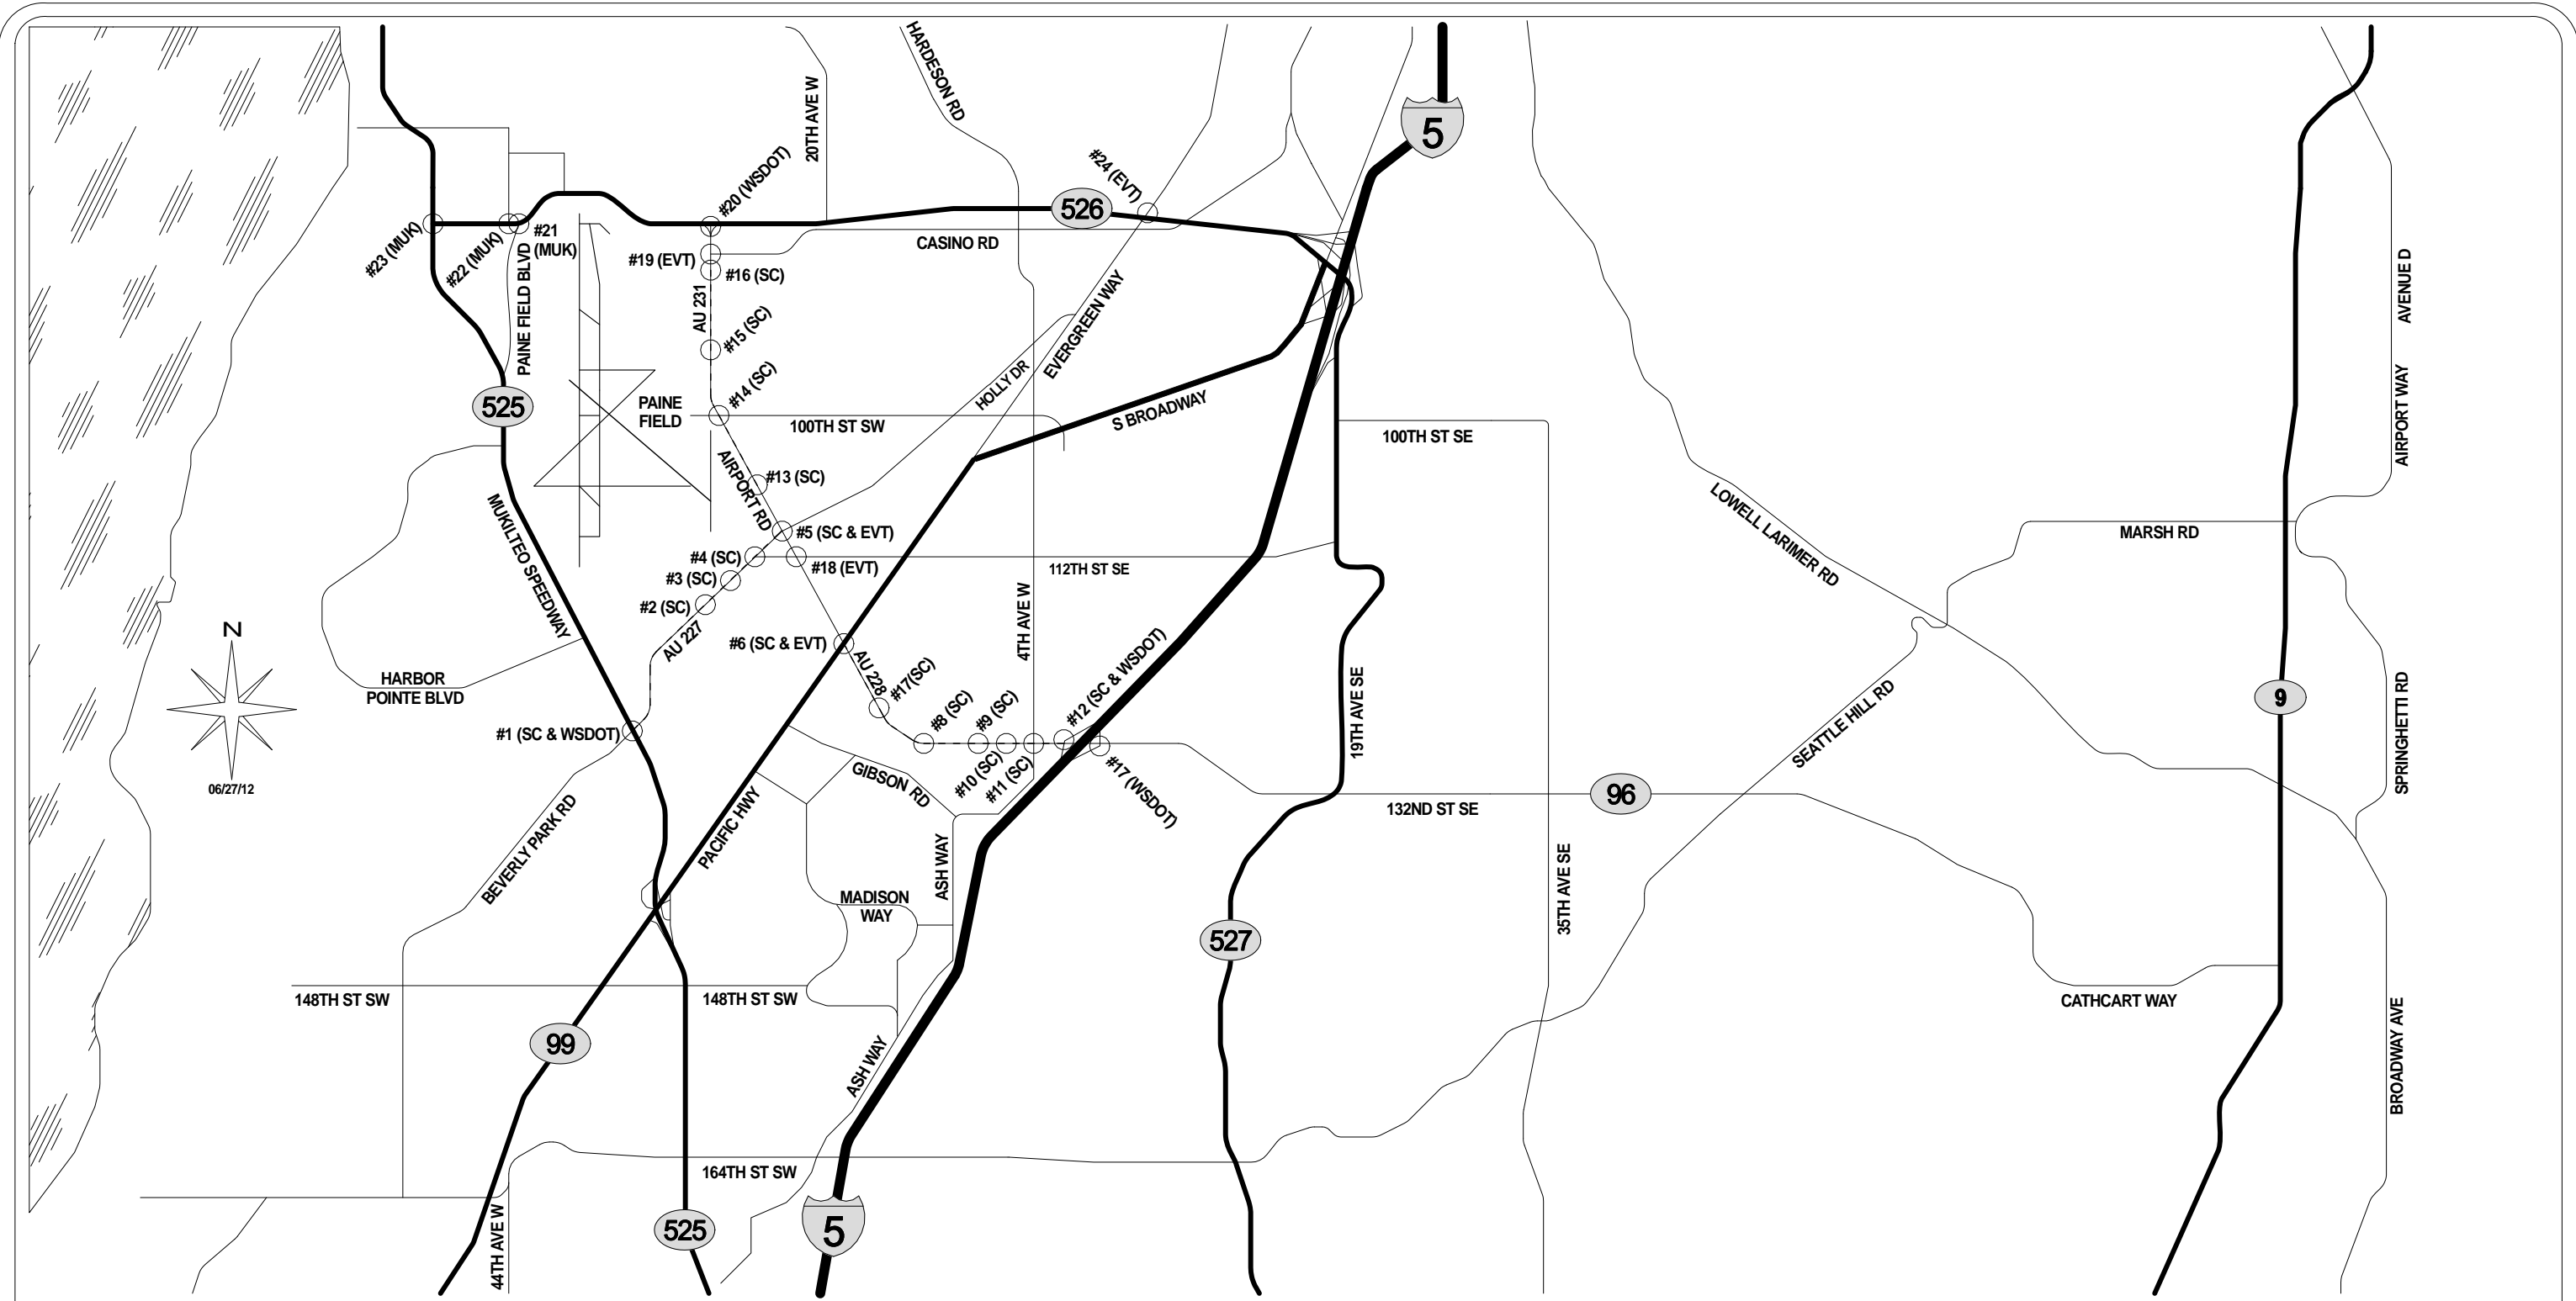 HARDESON RD
5
20TH AVE W
#20 (WSDOT)
#24 (EVT)
526
#23 (MUK)
#22 (MUK)
#21
(MUK)
PAINE FIELD BLVD
CASINO RD
#19 (EVT)
#16 (SC)
AU 231
#15 (SC)
EVERGREEN WAY
AVENUE D
HOLLY DR
#14 (SC)
525
PAINE
FIELD
100TH ST SW
S BROADWAY
100TH ST SE
AIRPORT WAY
AIRPORT RD
#13 (SC)
MUKILTEO SPEEDWAY
LOWELL LARIMER RD
MARSH RD
#5 (SC & EVT)
#4 (SC)
#18 (EVT)
112TH ST SE
#3 (SC)
#2 (SC)
4TH AVE W
AU 227
#6 (SC & EVT)
AU 228
#17(SC)
#12 (SC & WSDOT)
19TH AVE SE
N
HARBOR
POINTE BLVD
SEATTLE HILL RD
9
SPRINGHETTI RD
#1 (SC & WSDOT)
#8 (SC)
#9 (SC)
#10 (SC)
#11 (SC)
#17 (WSDOT)
06/27/12
GIBSON RD
96
132ND ST SE
BEVERLY PARK RD
PACIFIC HWY
ASH WAY
35TH AVE SE
MADISON
WAY
527
148TH ST SW
148TH ST SW
CATHCART WAY
99
ASH WAY
BROADWAY AVE
164TH ST SW
44TH AVE W
525
5